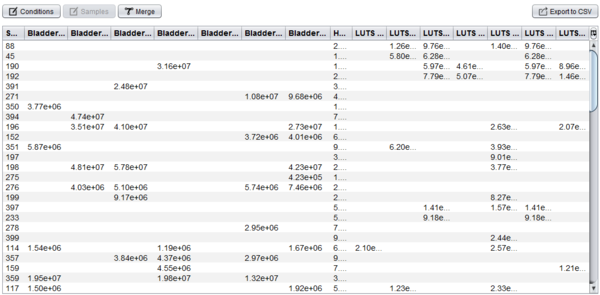 Conditions Samples Merge Export to CSV
S... Bladder... Bladder... Bladder... Bladder... Bladder... Bladder... Bladder... H... LUTS ... LUTS ... LUTS ... LUTS ... LUTS ... LUTS ... LUTS...
88 2.... 1.26e... 9.76e... 1.40e... 9.76e...
45 1.... 5.80e... 6.28e... 6.28e...
190 3.16e+07 1.... 5.97e... 4.61e... 5.97e... 8.96e...
192 2.... 7.79e... 5.07e... 7.79e... 1.46e...
391 2.48e+07 3....
271 1.08e+07 9.68e+06 4....
350 3.77e+06 1....
394 4.74e+07 7....
196 3.51e+07 4.10e+07 2.73e+07 1.... 2.63e... 2.07e...
152 3.72e+06 4.01e+06 6....
351 5.87e+06 9.... 6.20e... 3.93e...
197 3.... 9.01e...
198 4.81e+07 5.78e+07 4.23e+07 1.... 3.77e...
275 4.23e+05 1....
276 4.03e+06 5.10e+06 5.74e+06 7.46e+06 2....
199 9.17e+06 2.... 8.27e...
397 5.... 1.41e... 1.57e... 1.41e...
233 5.... 9.18e... 9.18e...
278 2.95e+06 7....
399 9.... 2.44e...
114 1.54e+06 1.19e+06 1.67e+06 6.... 2.10e... 2.57e...
357 3.84e+06 4.37e+06 2.97e+06 9....
159 4.55e+06 7.... 1.21e...
359 1.95e+07 1.98e+07 1.32e+07 3....
117 1.50e+06 1.92e+06 5.... 1.23e... 2.33e...